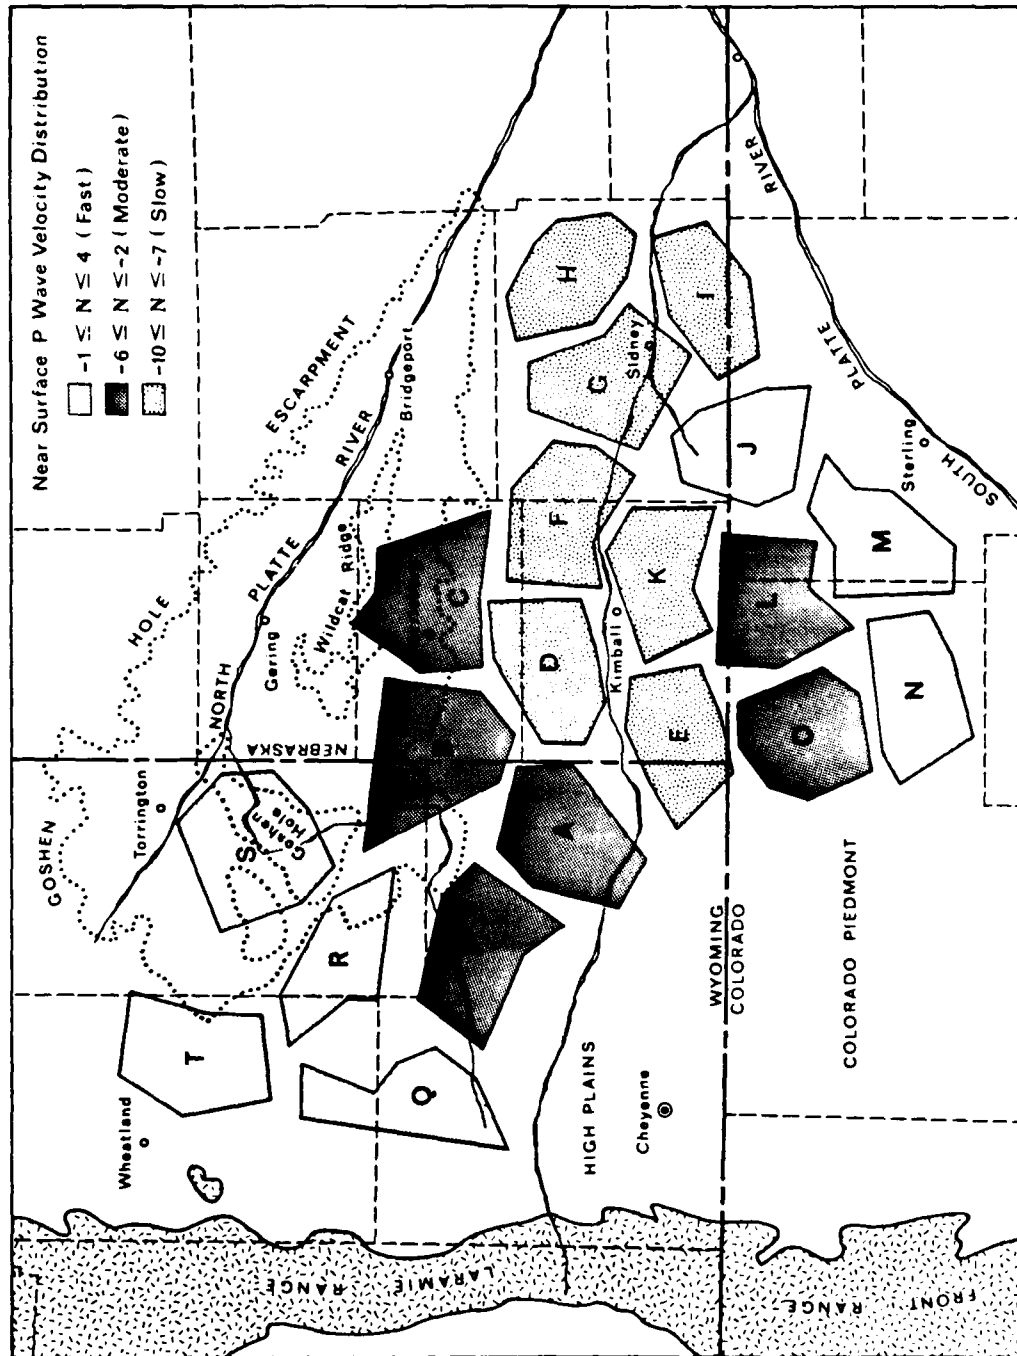 Near Surface P Wave Velocity Distribution
-1 ≤ N ≤ 4 (Fast)
-6 ≤ N ≤ -2 (Moderate)
-10 ≤ N ≤ -7 (Slow)
GOSHEN
HOLE
ESCARPMENT
Torrington
NORTH
PLATTE
RIVER
Wheatland
Goshen
Hole
Gering
Wildcat Ridge
Bridgeport
NEBRASKA
T
S
R
Q
C
A
D
F
G
H
E
K
I
J
L
M
N
O
Kimball
Sidney
Sterling
HIGH PLAINS
Cheyenne
WYOMING
COLORADO
COLORADO PIEDMONT
SOUTH
PLATTE
RIVER
LARAMIE
RANGE
FRONT
RANGE